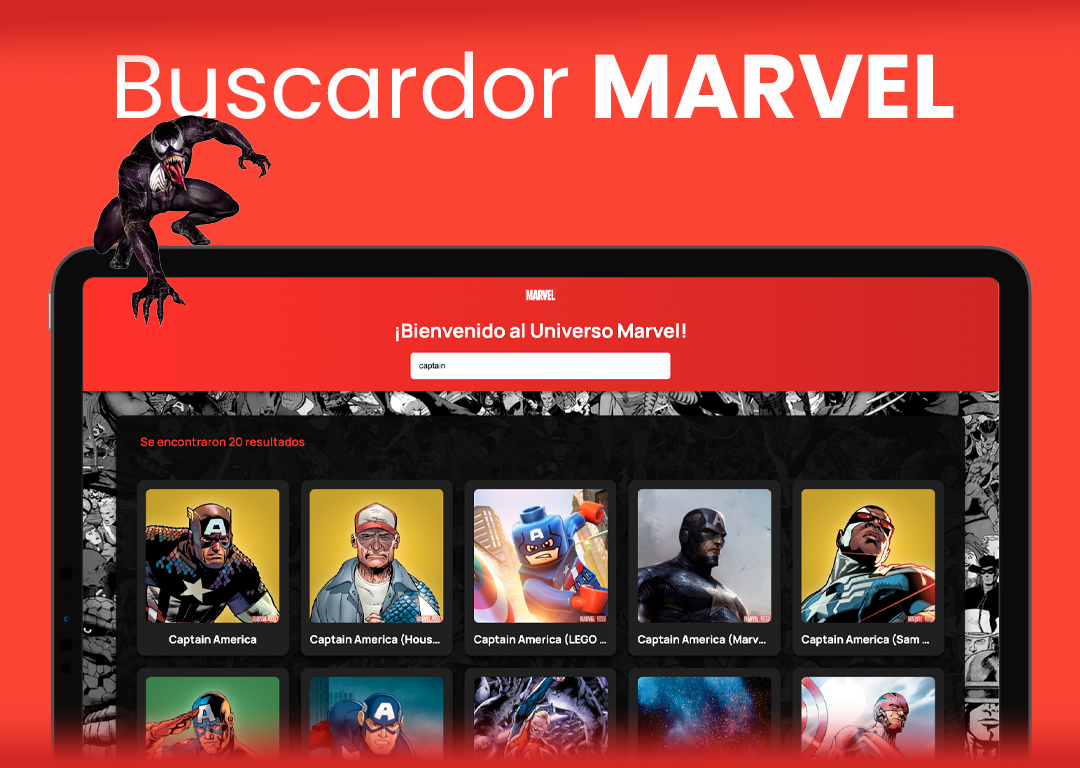 Buscardor MARVEL
MARVEL
¡Bienvenido al Universo Marvel!
captain
Se encontraron 20 resultados
Captain America
Captain America (Hous...
Captain America (LEGO ...
Captain America (Marv...
Captain America (Sam ...